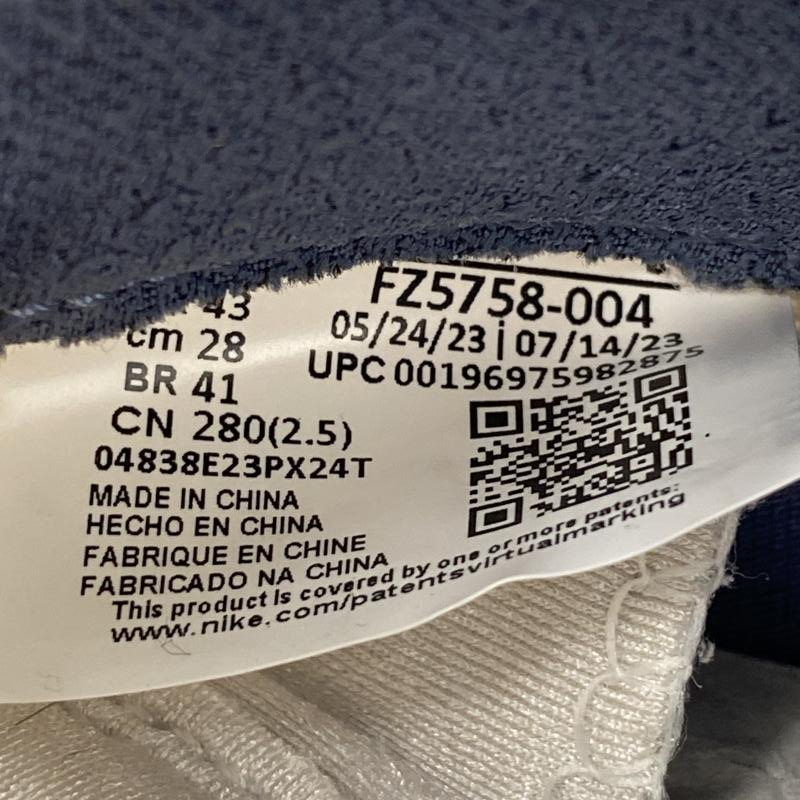 43
cm 28
BR 41
CN 280(2.5)
04838E23PX24T
MADE IN CHINA
HECHO EN CHINA
FABRIQUE EN CHINE
FABRICADO NA CHINA
This product is covered by one or more patents:
www.nike.com/patentsvirtualmarking
FZ5758-004
05/24/23 | 07/14/23
UPC 00196975982875